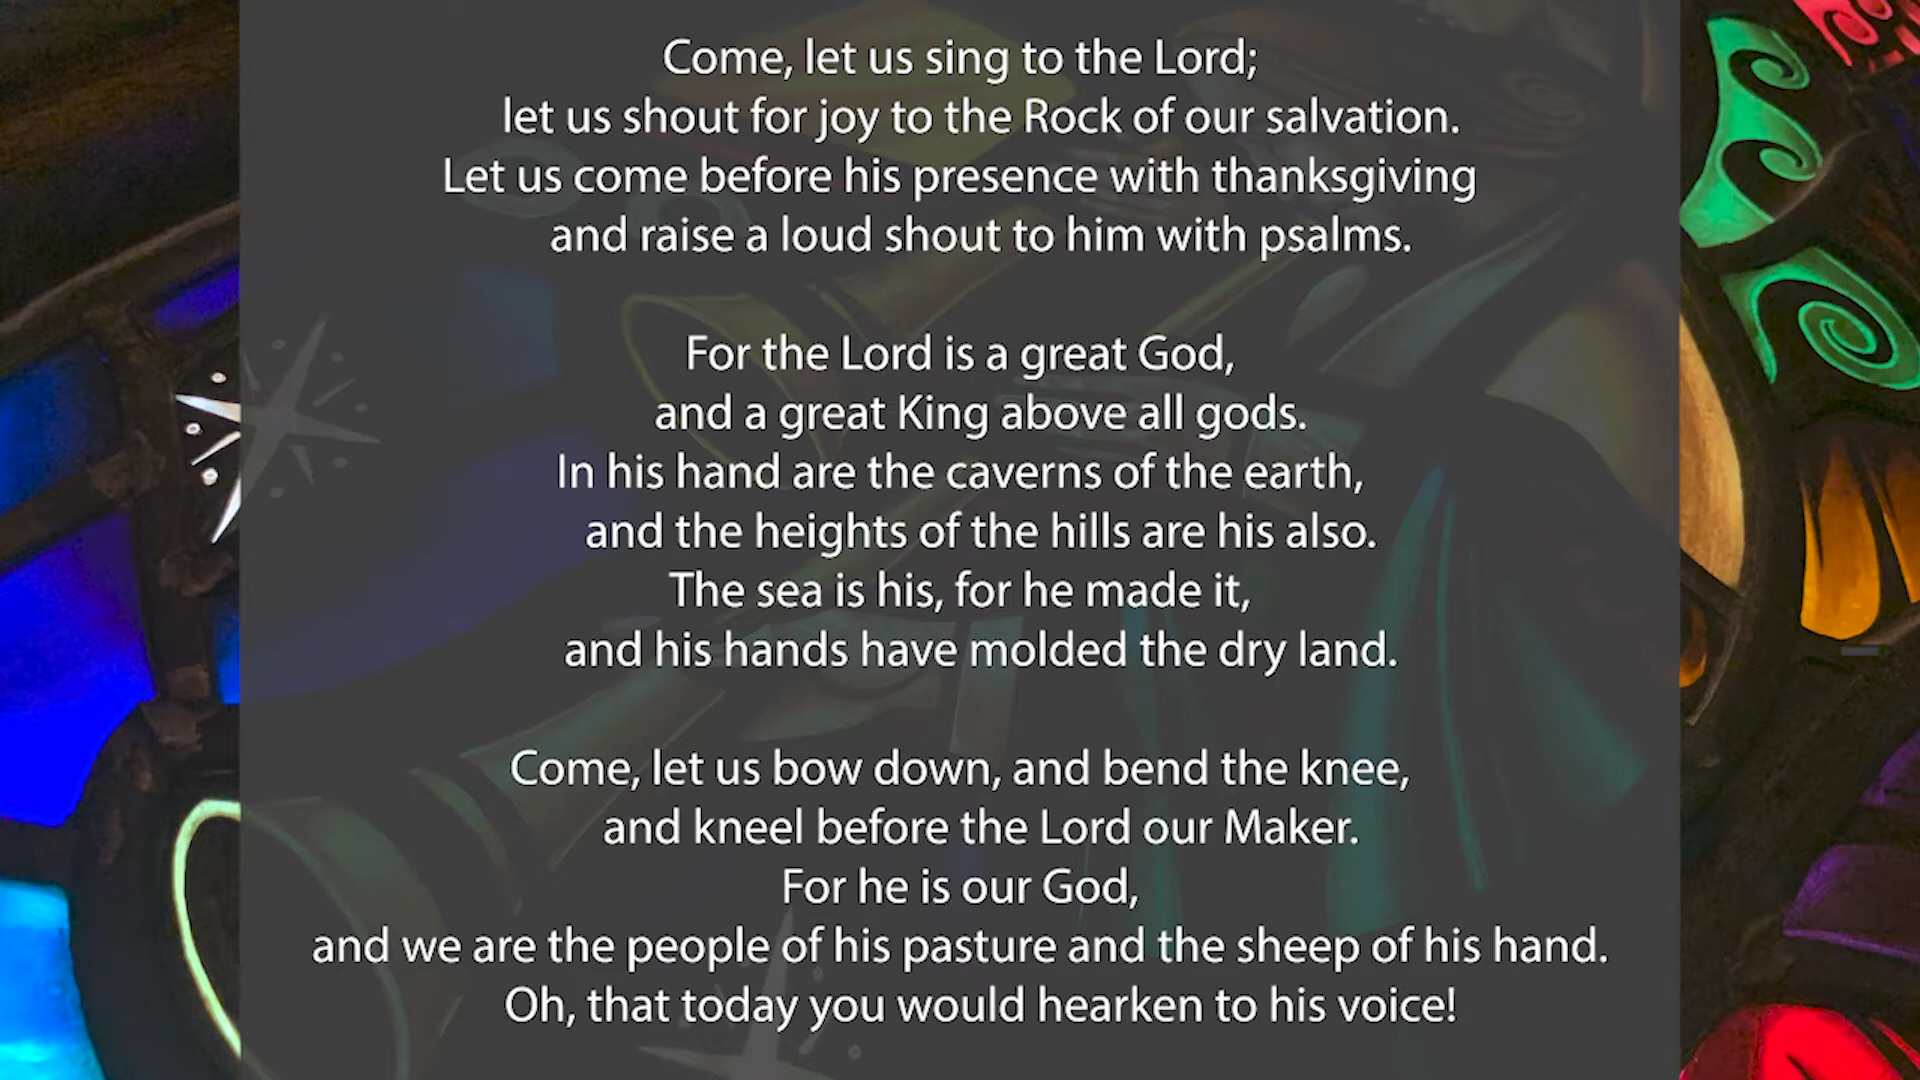 Come, let us sing to the Lord;
let us shout for joy to the Rock of our salvation.
Let us come before his presence with thanksgiving
and raise a loud shout to him with psalms.
For the Lord is a great God,
and a great King above all gods.
In his hand are the caverns of the earth,
and the heights of the hills are his also.
The sea is his, for he made it,
and his hands have molded the dry land.
Come, let us bow down, and bend the knee,
and kneel before the Lord our Maker.
For he is our God,
and we are the people of his pasture and the sheep of his hand.
Oh, that today you would hearken to his voice!